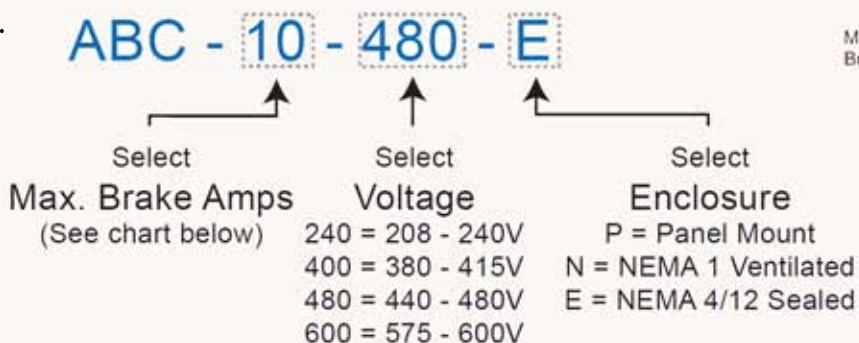 ABC - 10 - 480 - E
Select
Max. Brake Amps
(See chart below)
Select
Voltage
240 = 208 - 240V
400 = 380 - 415V
480 = 440 - 480V
600 = 575 - 600V
Select
Enclosure
P = Panel Mount
N = NEMA 1 Ventilated
E = NEMA 4/12 Sealed